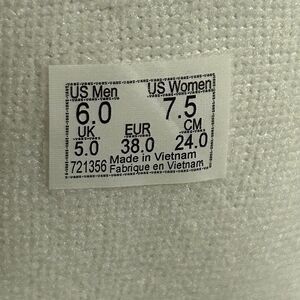 US Men US Women
6.0 7.5
UK EUR CM
5.0 38.0 24.0
721356 Made in Vietnam
Fabrique en Vietnam